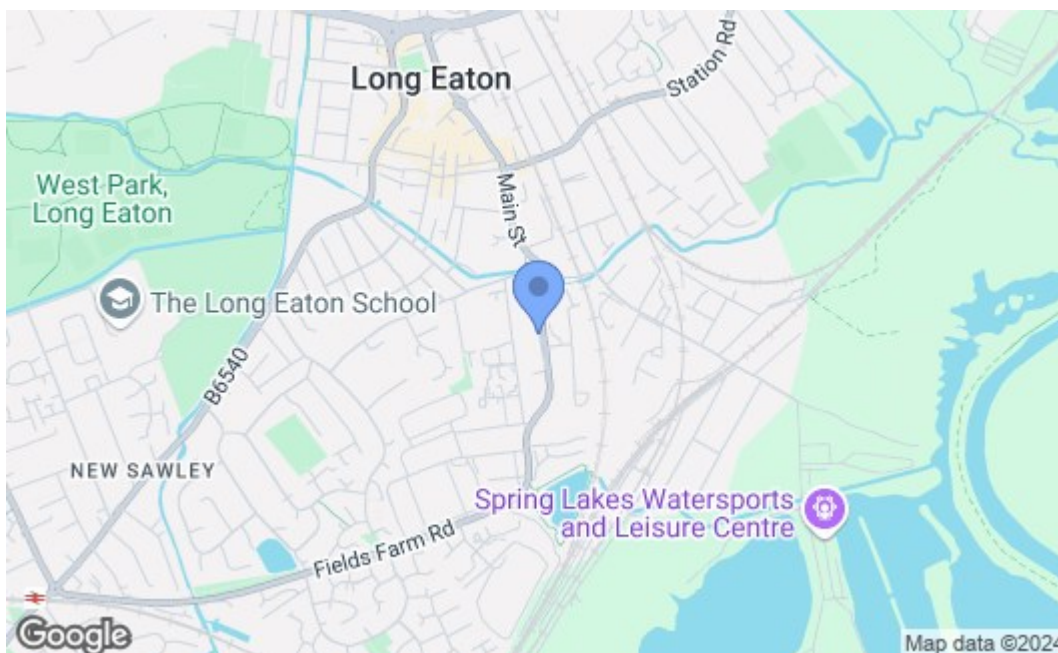 Long Eaton
Station Rd
West Park,
Long Eaton
Main St
The Long Eaton School
B6540
NEW SAWLEY
Spring Lakes Watersports
and Leisure Centre
Fields Farm Rd
Google
Map data ©2024